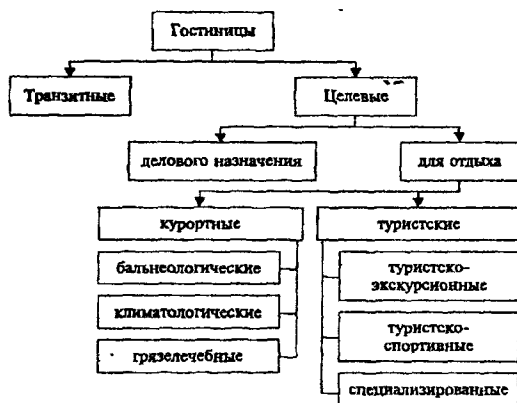 Гостиницы
Транзитные
Целевые
делового назначения
для отдыха
курортные
туристские
бальнеологические
климатологические
грязелечебные
туристско-
экскурсионные
туристско-
спортивные
специализированные